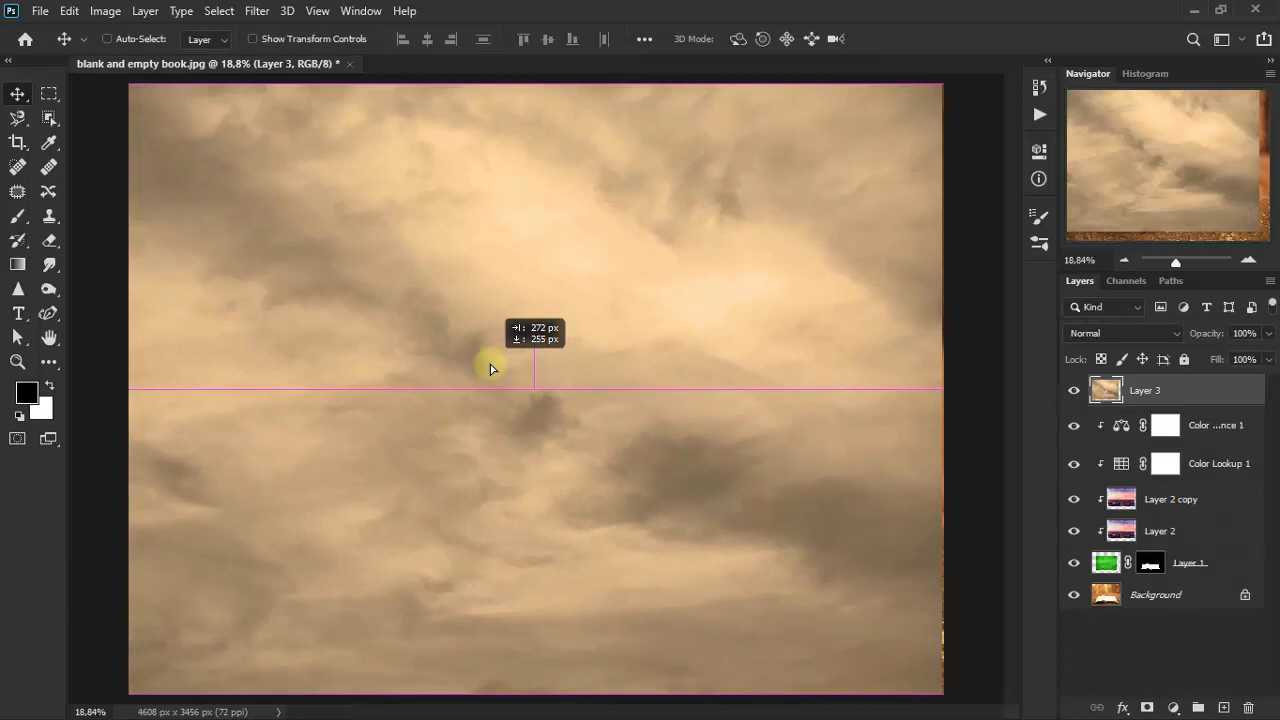 Ps File Edit Image Layer Type Select Filter 3D View Window Help
Auto-Select: Layer Show Transform Controls 3D Mode:
blank and empty book.jpg @ 18,8% (Layer 3, RGB/8) *
Navigator Histogram
18,84%
Layers Channels Paths
Kind
Normal Opacity: 100%
Lock: Fill: 100%
Layer 3
Color ...nce 1
Color Lookup 1
Layer 2 copy
Layer 2
Layer 1
Background
272 px
255 px
18,84% 4608 px x 3456 px (72 ppi)